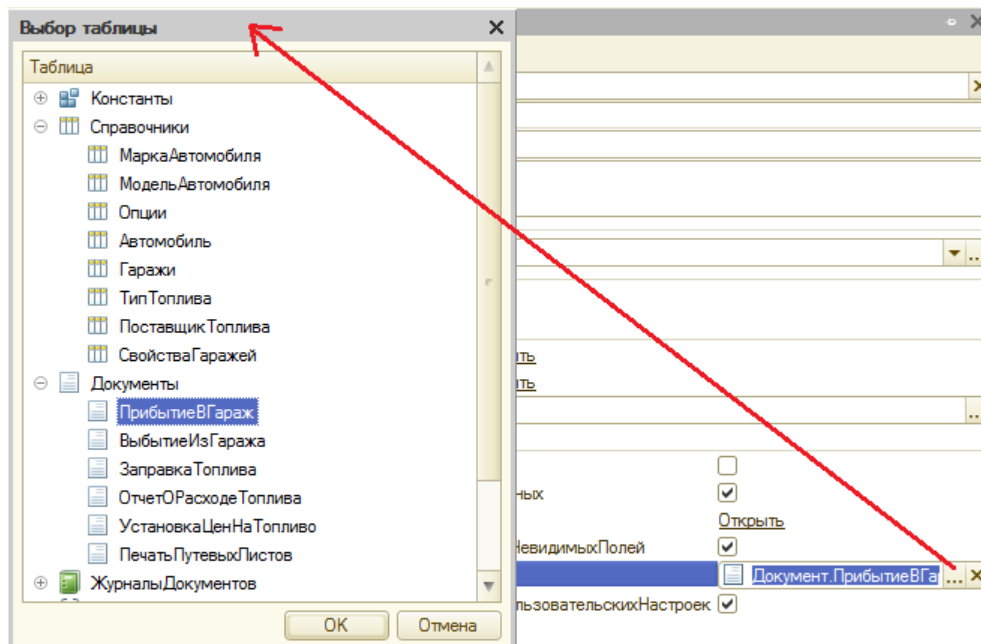 Выбор таблицы
Таблица
Константы
Справочники
МаркаАвтомобиля
МодельАвтомобиля
Опции
Автомобиль
Гаражи
ТипТоплива
ПоставщикТоплива
СвойстваГаражей
Документы
ПрибытиеВГараж
ВыбытиеИзГаража
ЗаправкаТоплива
ОтчетОРасходеТоплива
УстановкаЦенНаТопливо
ПечатьПутевыхЛистов
ЖурналыДокументов
OK Отмена
ть
ть
ных
Открыть
НевидимыхПолей
Документ.ПрибытиеВГа ...
льзовательскихНастроек